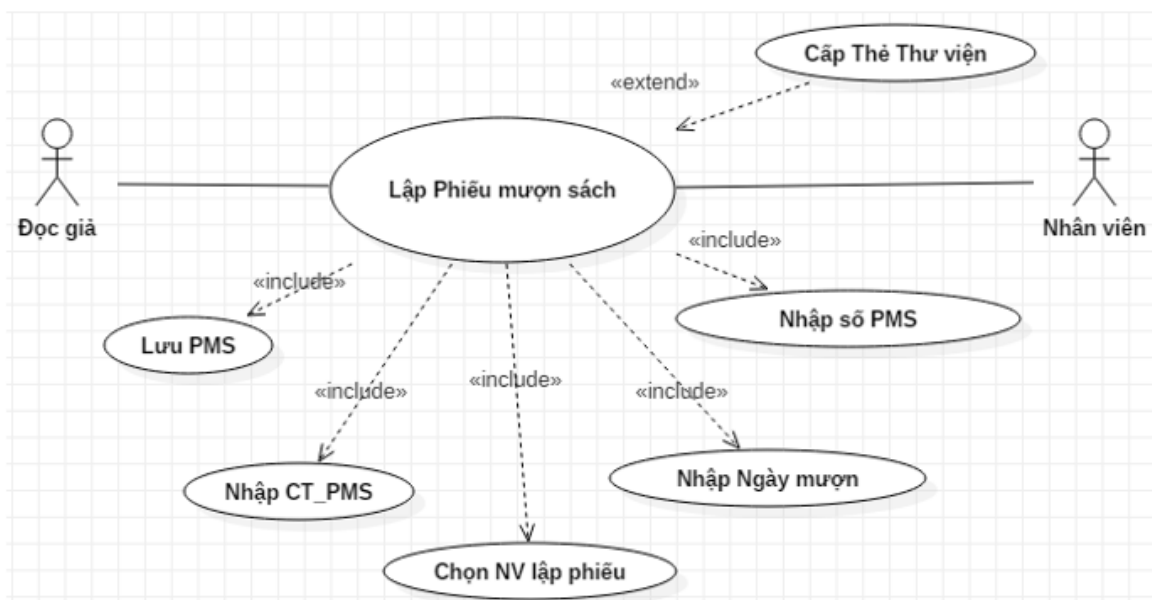 Cấp Thẻ Thư viện
«extend»
Lập Phiếu mượn sách
Đọc giả
Nhân viên
«include»
«include»
Nhập số PMS
Lưu PMS
«include»
«include»
«include»
Nhập Ngày mượn
Nhập CT_PMS
Chọn NV lập phiếu